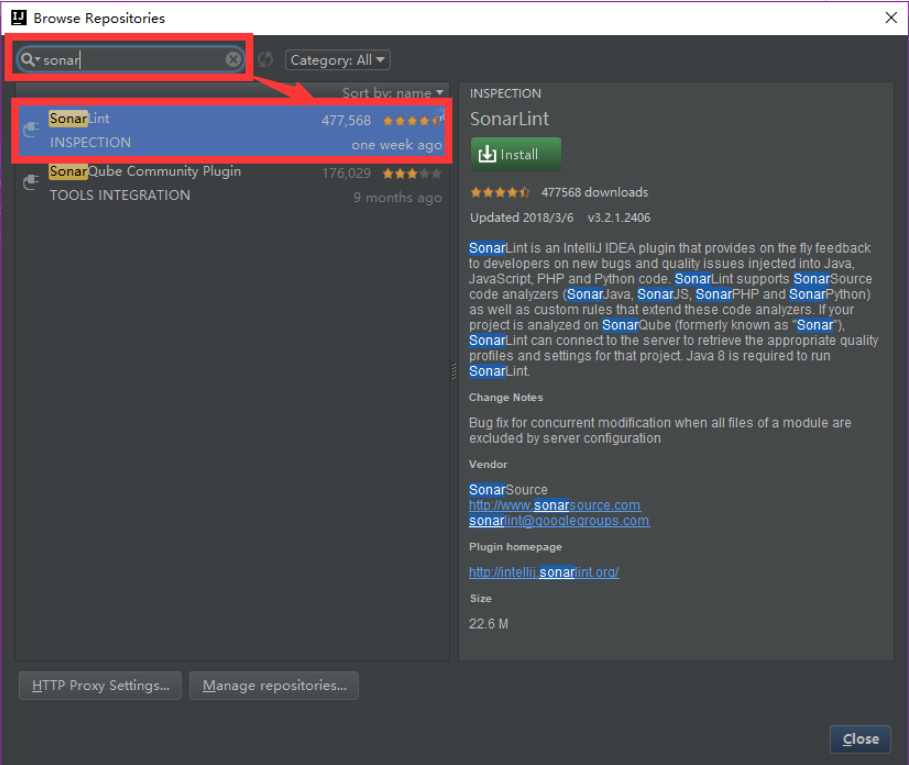 Browse Repositories
sonar
Category: All
Sort by: name
SonarLint 477,568
INSPECTION one week ago
SonarQube Community Plugin 176,029
TOOLS INTEGRATION 9 months ago
INSPECTION
SonarLint
Install
477568 downloads
Updated 2018/3/6 v3.2.1.2406
SonarLint is an IntelliJ IDEA plugin that provides on the fly feedback
to developers on new bugs and quality issues injected into Java,
JavaScript, PHP and Python code. SonarLint supports SonarSource
code analyzers (SonarJava, SonarJS, SonarPHP and SonarPython)
as well as custom rules that extend these code analyzers. If your
project is analyzed on SonarQube (formerly known as "Sonar"),
SonarLint can connect to the server to retrieve the appropriate quality
profiles and settings for that project. Java 8 is required to run
SonarLint.
Change Notes
Bug fix for concurrent modification when all files of a module are
excluded by server configuration
Vendor
SonarSource
http://www.sonarsource.com
sonarlint@googlegroups.com
Plugin homepage
http://intellij.sonarlint.org/
Size
22.6 M
HTTP Proxy Settings...
Manage repositories...
Close